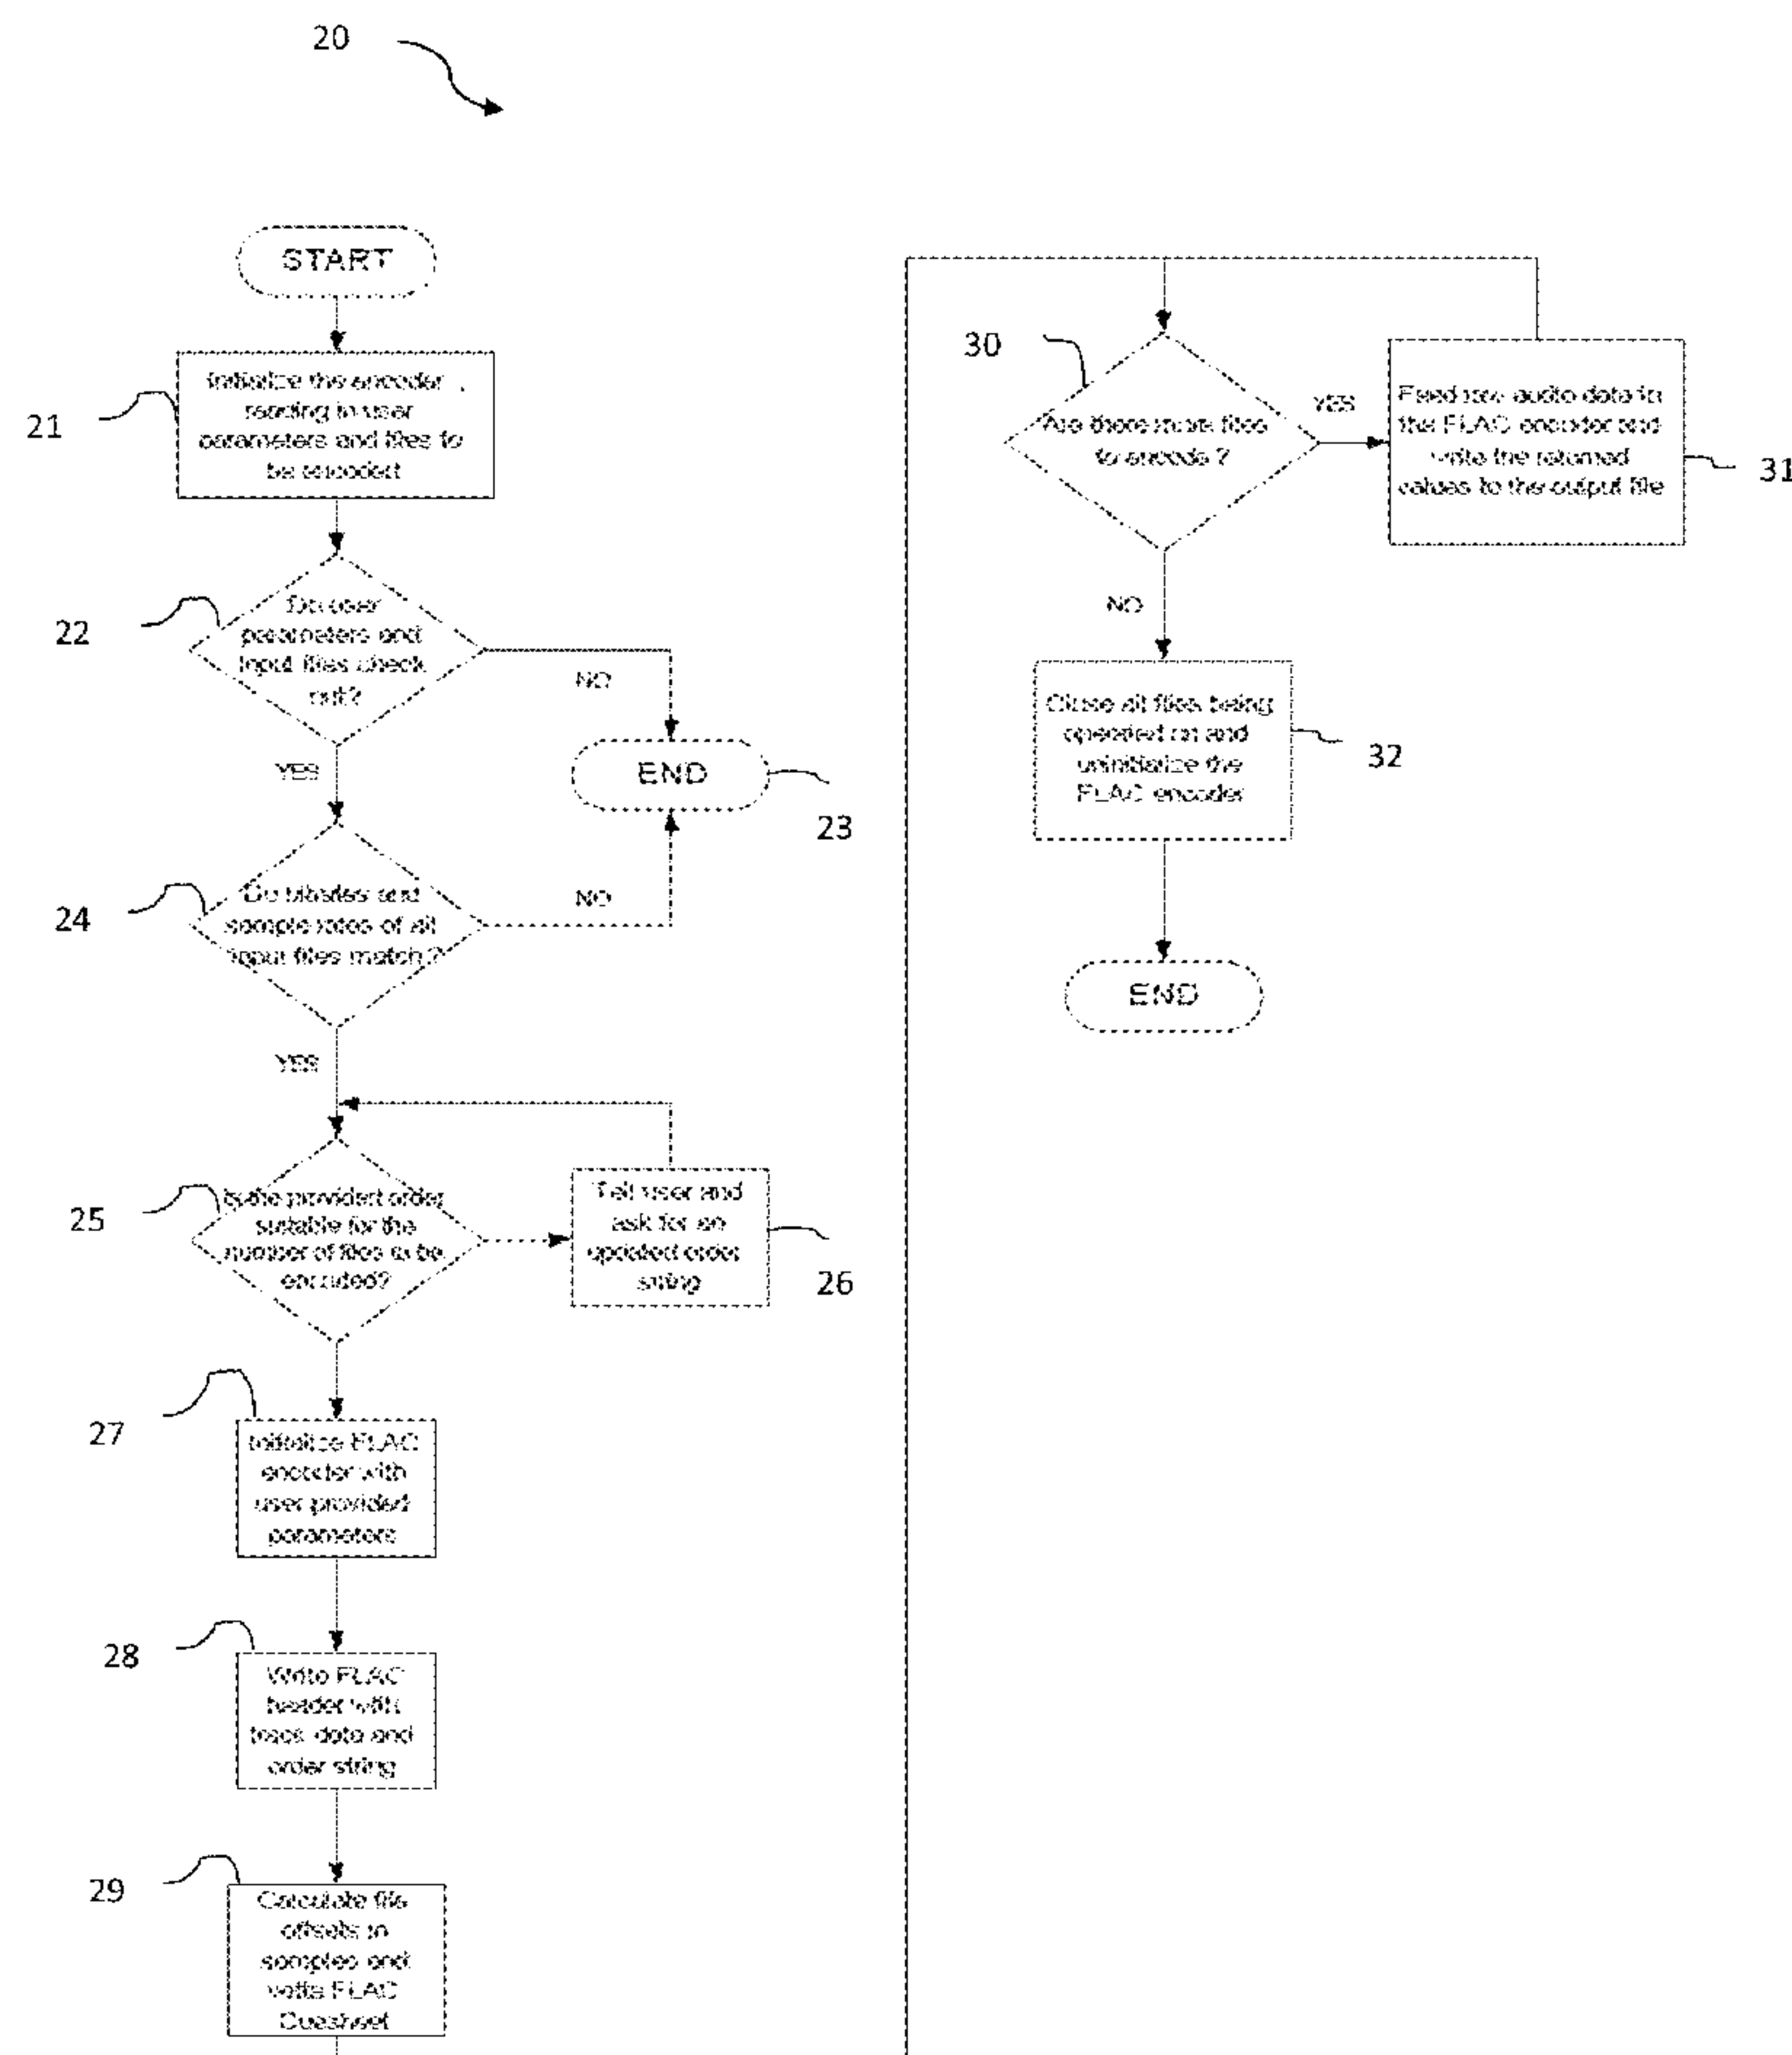 20
START
21
Initialize the encoder,
reading in user
parameters and files to
be encoded
22
Do user
parameters and
input files check
out?
NO
YES
END
23
24
Do bitrates and
sample rates of all
input files match?
NO
YES
25
Is the provided order
suitable for the
number of files to be
encoded?
Tell user and
ask for an
updated order
string
26
27
Initialize FLAC
encoder with
user provided
parameters
28
Write FLAC
header with
track data and
order string
29
Calculate file
offsets in
samples and
write FLAC
Cuesheet
30
Are there more files
to encode?
YES
Feed raw audio data to
the FLAC encoder and
write the returned
values to the output file
31
NO
Close all files being
operated on and
uninitialize the
FLAC encoder
32
END